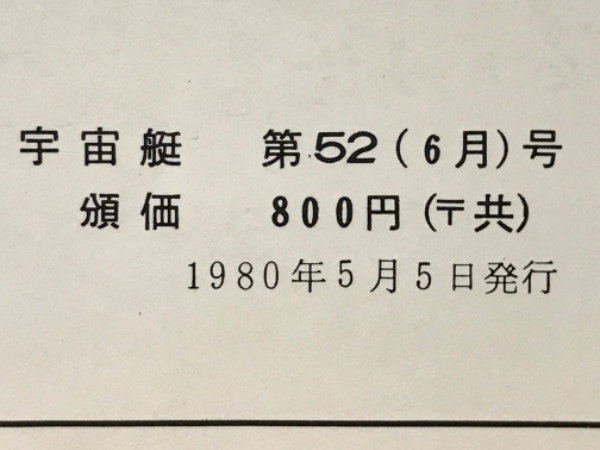 宇宙艇 第52(6月)号
頒価 800円(〒共)
1980年5月5日発行